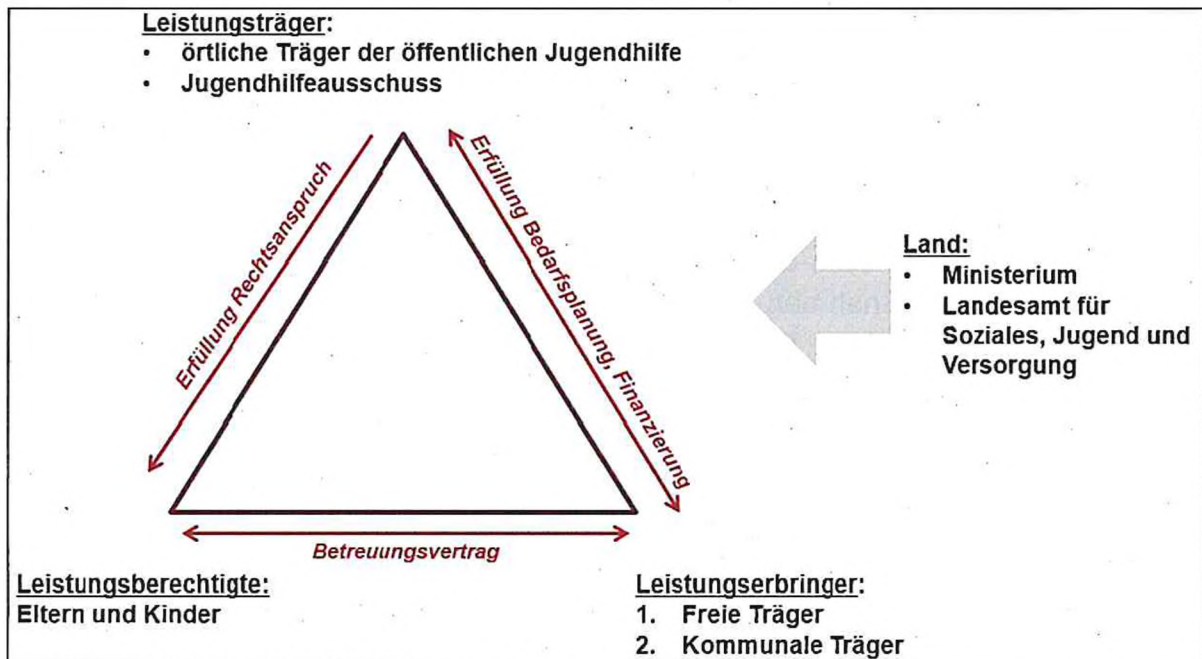 Leistungsträger:
• örtliche Träger der öffentlichen Jugendhilfe
• Jugendhilfeausschuss
Erfüllung Rechtsanspruch
Erfüllung Bedarfsplanung, Finanzierung
Land:
• Ministerium
• Landesamt für
Soziales, Jugend und
Versorgung
Betreuungsvertrag
Leistungsberechtigte:
Eltern und Kinder
Leistungserbringer:
1. Freie Träger
2. Kommunale Träger